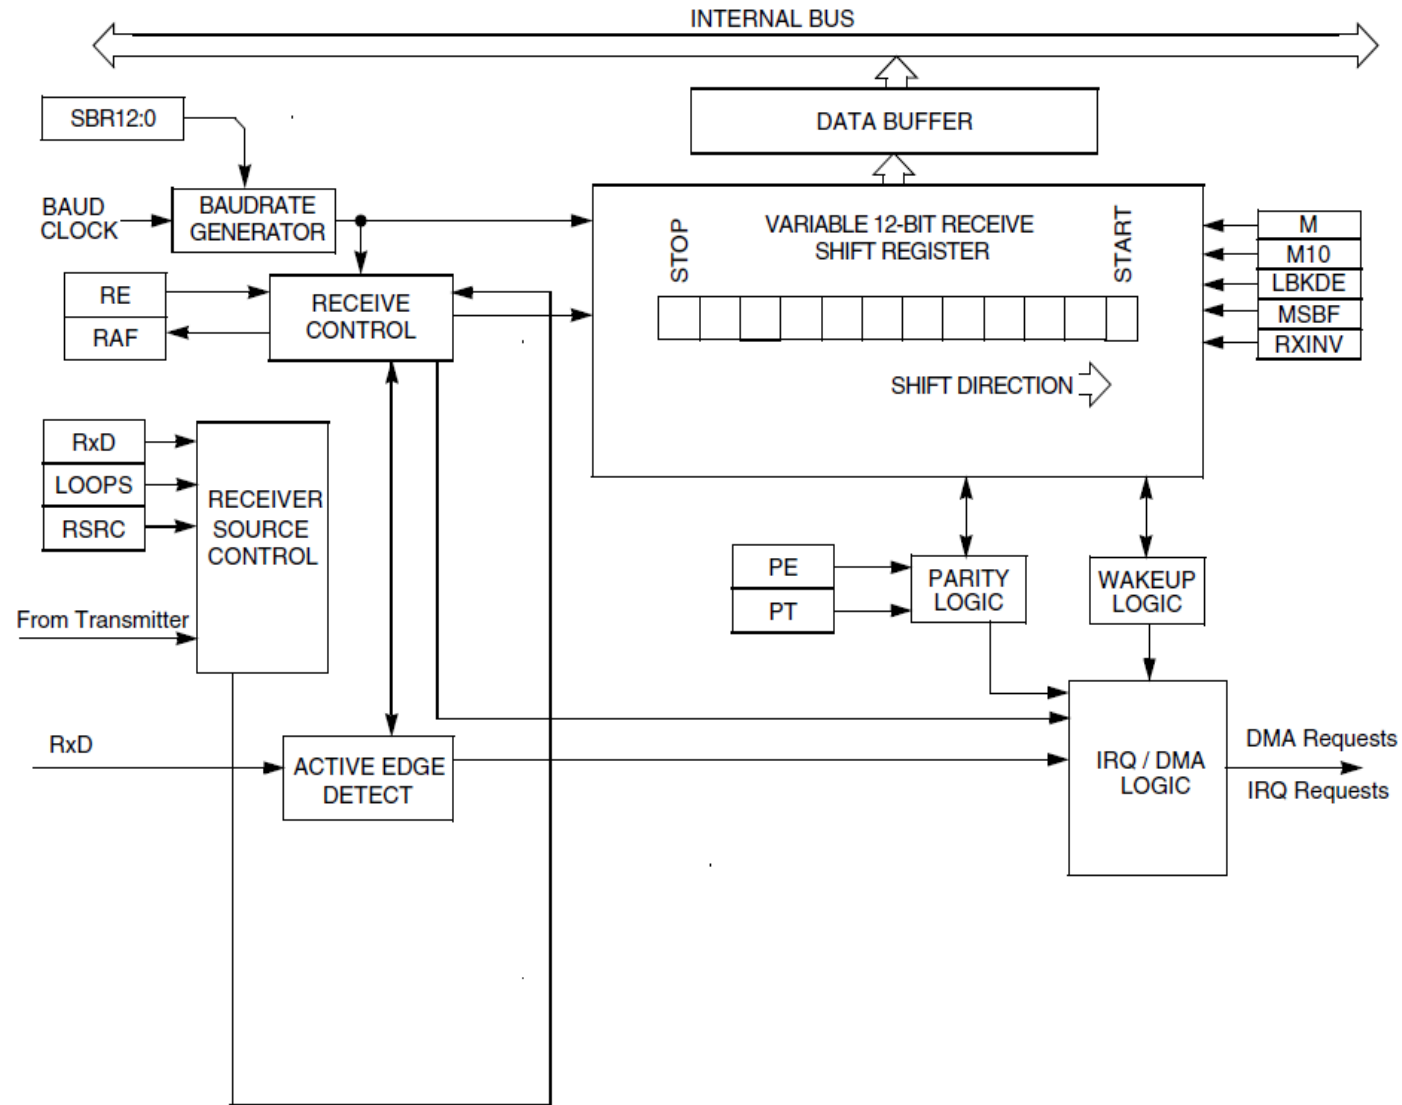 INTERNAL BUS
SBR12:0
DATA BUFFER
BAUD
CLOCK
BAUDRATE
GENERATOR
VARIABLE 12-BIT RECEIVE
SHIFT REGISTER
STOP
START
M
M10
LBKDE
MSBF
RXINV
RE
RAF
RECEIVE
CONTROL
SHIFT DIRECTION
RxD
LOOPS
RSRC
RECEIVER
SOURCE
CONTROL
From Transmitter
PE
PT
PARITY
LOGIC
WAKEUP
LOGIC
RxD
ACTIVE EDGE
DETECT
IRQ / DMA
LOGIC
DMA Requests
IRQ Requests